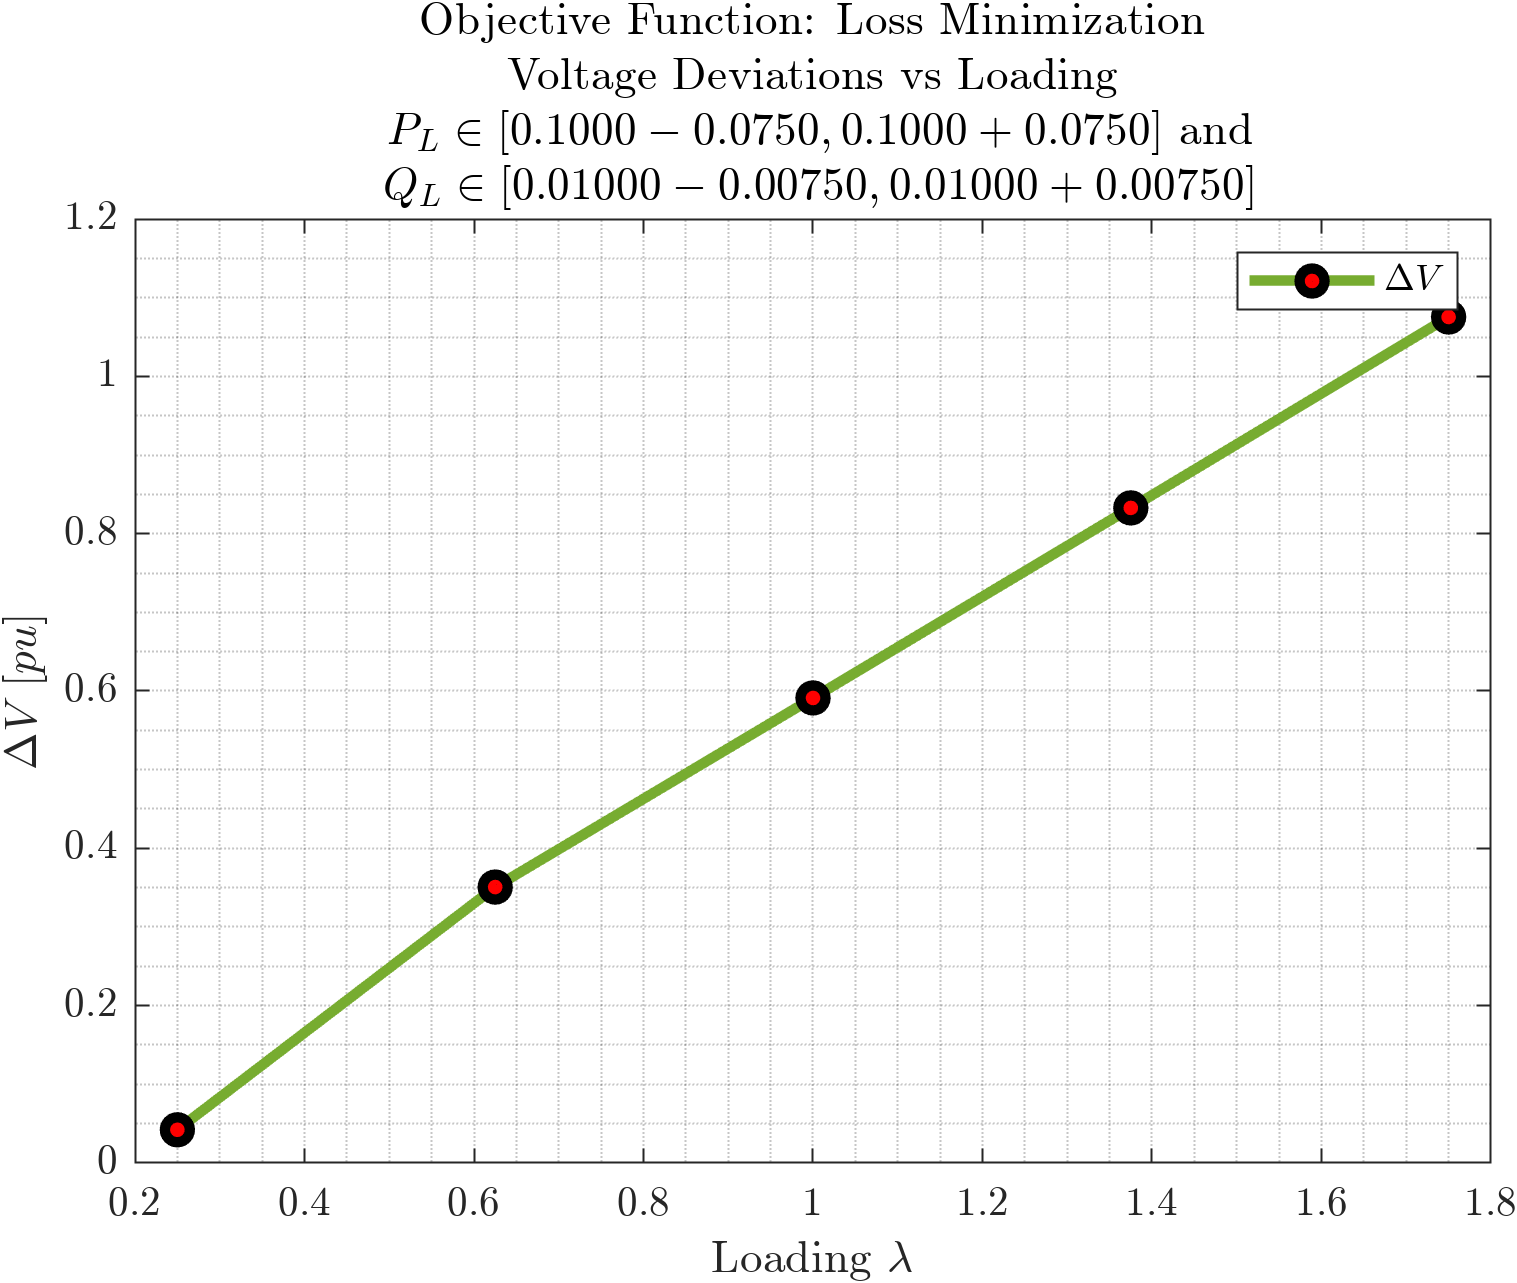 Objective Function: Loss Minimization
Voltage Deviations vs Loading
P_L ∈ [0.1000 − 0.0750, 0.1000 + 0.0750] and
Q_L ∈ [0.01000 − 0.00750, 0.01000 + 0.00750]
ΔV
1.2
1
0.8
0.6
0.4
0.2
0
ΔV [pu]
0.2 0.4 0.6 0.8 1 1.2 1.4 1.6 1.8
Loading λ